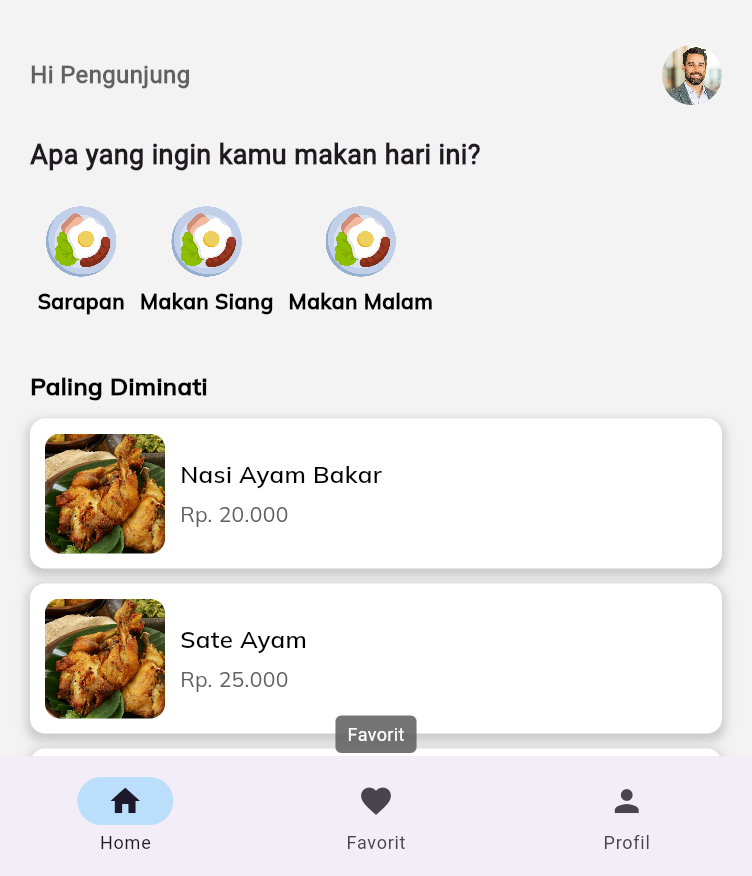 Hi Pengunjung
Apa yang ingin kamu makan hari ini?
Sarapan
Makan Siang
Makan Malam
Paling Diminati
Nasi Ayam Bakar
Rp. 20.000
Sate Ayam
Rp. 25.000
Favorit
Home
Favorit
Profil